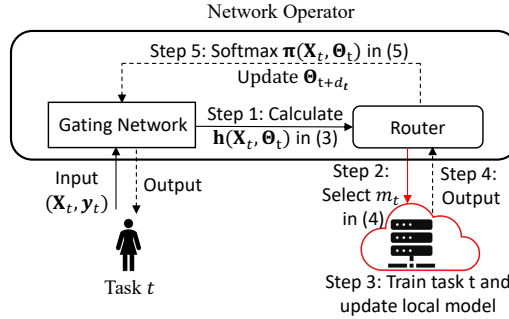 Network Operator
Step 5: Softmax 𝛑(𝐗_t, 𝚯_t) in (5)
Update 𝚯_{t+d_t}
Gating Network
Step 1: Calculate
𝐡(𝐗_t, 𝚯_t) in (3)
Router
Input
(𝐗_t, 𝒚_t)
Output
Step 2:
Select m_t
in (4)
Step 4:
Output
Task t
Step 3: Train task t and
update local model